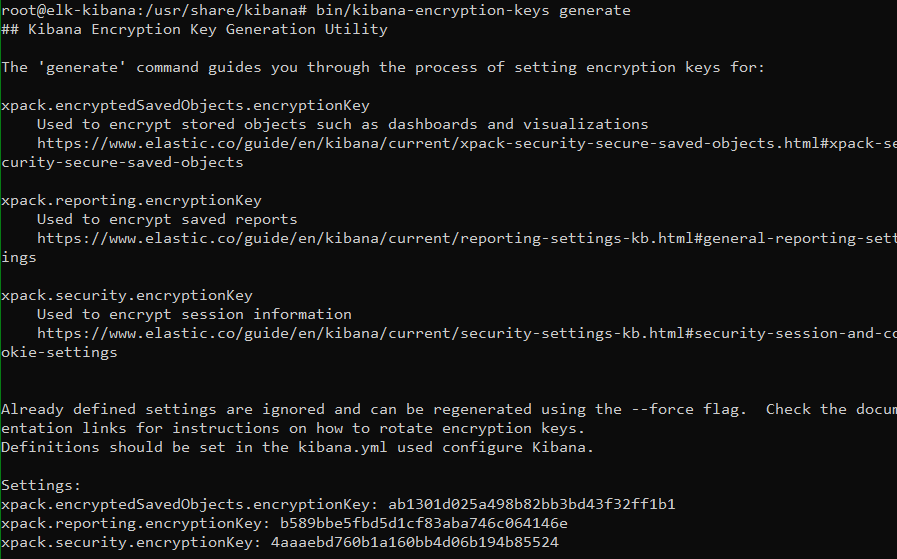 root@elk-kibana:/usr/share/kibana# bin/kibana-encryption-keys generate
## Kibana Encryption Key Generation Utility
The 'generate' command guides you through the process of setting encryption keys for:
xpack.encryptedSavedObjects.encryptionKey
Used to encrypt stored objects such as dashboards and visualizations
https://www.elastic.co/guide/en/kibana/current/xpack-security-secure-saved-objects.html#xpack-se
curity-secure-saved-objects
xpack.reporting.encryptionKey
Used to encrypt saved reports
https://www.elastic.co/guide/en/kibana/current/reporting-settings-kb.html#general-reporting-sett
ings
xpack.security.encryptionKey
Used to encrypt session information
https://www.elastic.co/guide/en/kibana/current/security-settings-kb.html#security-session-and-co
okie-settings
Already defined settings are ignored and can be regenerated using the --force flag.  Check the docum
entation links for instructions on how to rotate encryption keys.
Definitions should be set in the kibana.yml used configure Kibana.
Settings:
xpack.encryptedSavedObjects.encryptionKey: ab1301d025a498b82bb3bd43f32ff1b1
xpack.reporting.encryptionKey: b589bbe5fbd5d1cf83aba746c064146e
xpack.security.encryptionKey: 4aaaebd760b1a160bb4d06b194b85524